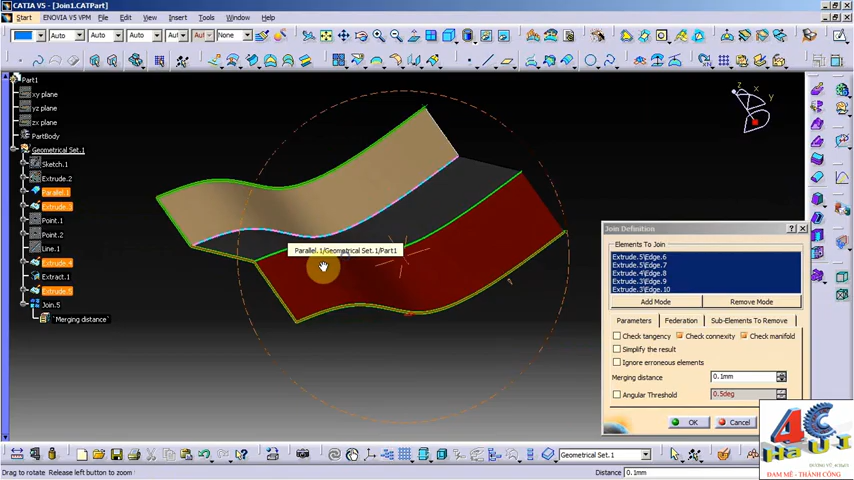 CATIA V5 - [Join1.CATPart]
Start
ENOVIA V5 VPM
File
Edit
View
Insert
Tools
Window
Help
Auto
Auto
Auto
Aut
Aut
None
Part1
xy plane
yz plane
zx plane
PartBody
Geometrical Set.1
Sketch.1
Extrude.2
Parallel.1
Extrude.3
Point.1
Point.2
Line.1
Extrude.4
Extract.1
Extrude.5
Join.5
`Merging distance`
Parallel.1/Geometrical Set.1/Part1
z
x
y
Join Definition
Elements To Join
Extrude.5\Edge.6
Extrude.5\Edge.7
Extrude.4\Edge.8
Extrude.3\Edge.9
Extrude.3\Edge.10
Add Mode
Remove Mode
Parameters
Federation
Sub-Elements To Remove
Check tangency
Check connexity
Check manifold
Simplify the result
Ignore erroneous elements
Merging distance
0.1mm
Angular Threshold
0.5deg
OK
Cancel
4C
HaUI
ĐAM MÊ - THÀNH CÔNG
Geometrical Set.1
Drag to rotate Release left button to zoom
Distance
0.1mm